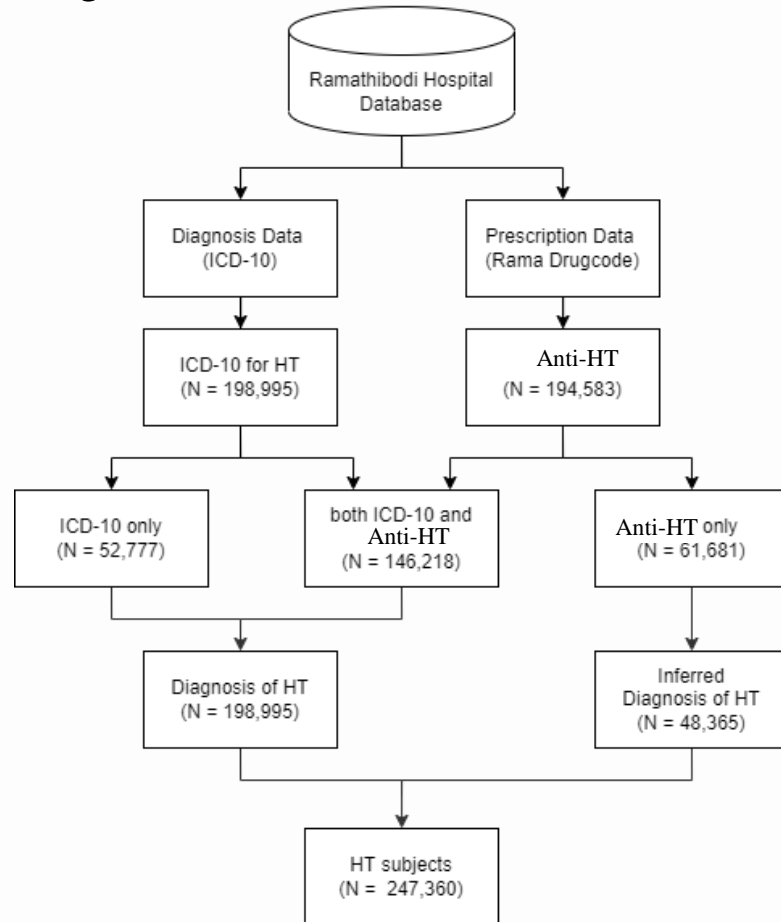 Ramathibodi Hospital
Database
Diagnosis Data
(ICD-10)
Prescription Data
(Rama Drugcode)
ICD-10 for HT
(N = 198,995)
Anti-HT
(N = 194,583)
ICD-10 only
(N = 52,777)
both ICD-10 and
Anti-HT
(N = 146,218)
Anti-HT only
(N = 61,681)
Diagnosis of HT
(N = 198,995)
Inferred
Diagnosis of HT
(N = 48,365)
HT subjects
(N = 247,360)